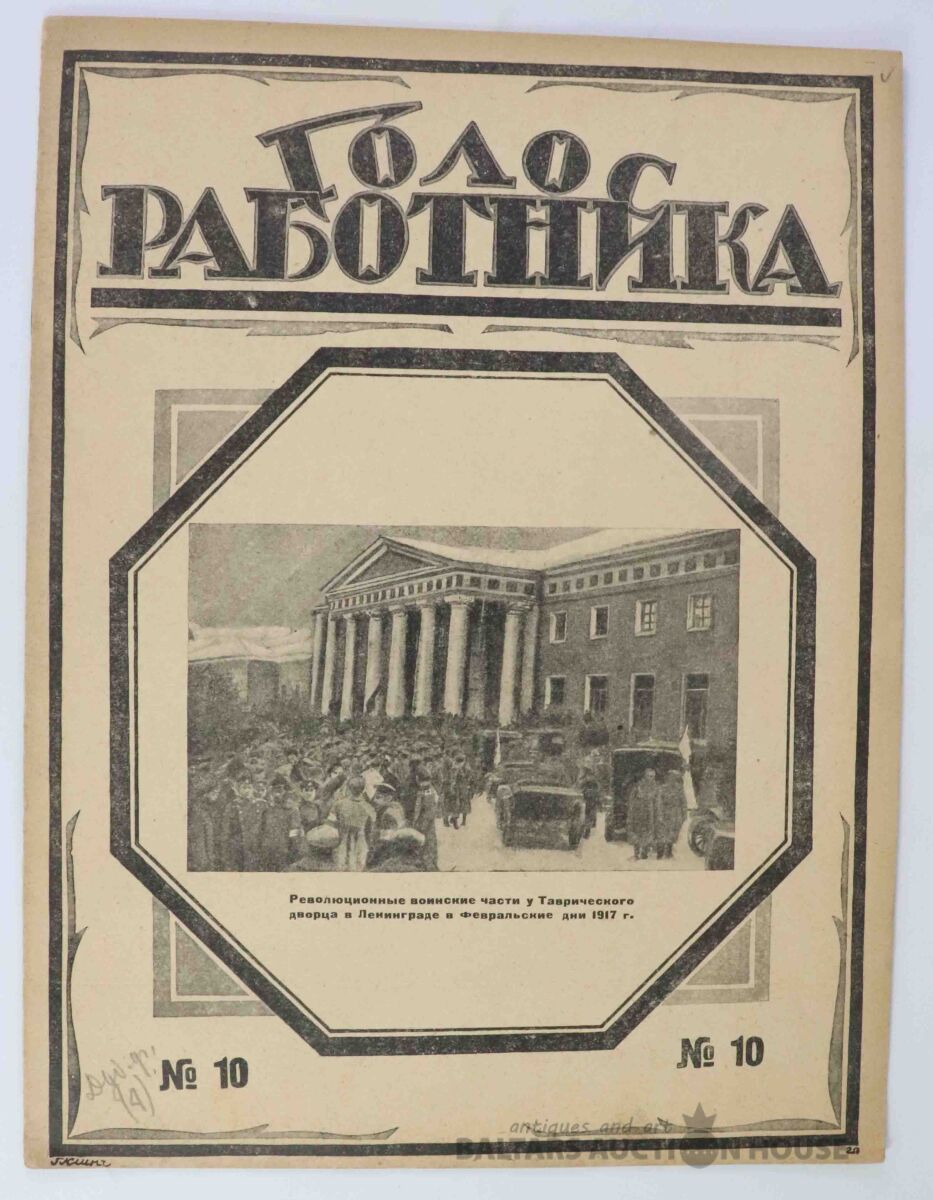 Голос
РАБОТНИКА
Революционные воинские части у Таврического
дворца в Ленинграде в Февральские дни 1917 г.
№ 10
№ 10
(4)
antiques and art
BALTARS AUCTION HOUSE